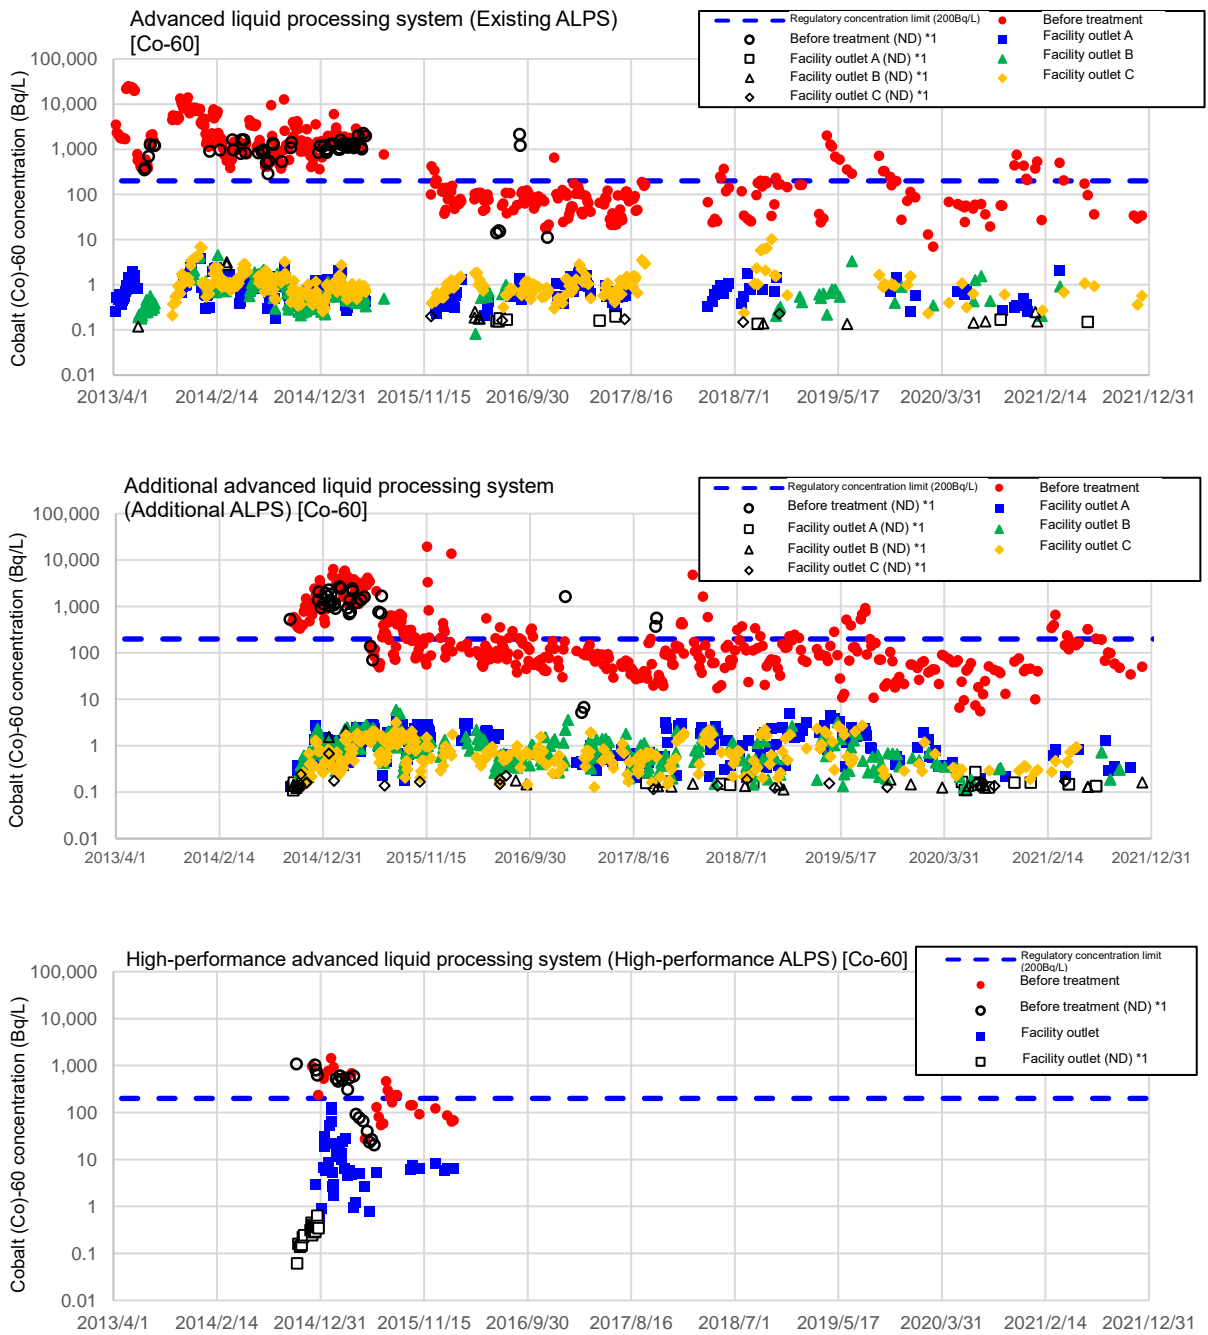 Advanced liquid processing system (Existing ALPS)
[Co-60]
Regulatory concentration limit (200Bq/L)
Before treatment
Before treatment (ND) *1
Facility outlet A
Facility outlet A (ND) *1
Facility outlet B
Facility outlet B (ND) *1
Facility outlet C
Facility outlet C (ND) *1
Cobalt (Co)-60 concentration (Bq/L)
100,000
10,000
1,000
100
10
1
0.1
0.01
2013/4/1 2014/2/14 2014/12/31 2015/11/15 2016/9/30 2017/8/16 2018/7/1 2019/5/17 2020/3/31 2021/2/14 2021/12/31
Additional advanced liquid processing system
(Additional ALPS) [Co-60]
Regulatory concentration limit (200Bq/L)
Before treatment
Before treatment (ND) *1
Facility outlet A
Facility outlet A (ND) *1
Facility outlet B
Facility outlet B (ND) *1
Facility outlet C
Facility outlet C (ND) *1
Cobalt (Co)-60 concentration (Bq/L)
100,000
10,000
1,000
100
10
1
0.1
0.01
2013/4/1 2014/2/14 2014/12/31 2015/11/15 2016/9/30 2017/8/16 2018/7/1 2019/5/17 2020/3/31 2021/2/14 2021/12/31
High-performance advanced liquid processing system (High-performance ALPS) [Co-60]
Regulatory concentration limit
(200Bq/L)
Before treatment
Before treatment (ND) *1
Facility outlet
Facility outlet (ND) *1
Cobalt (Co)-60 concentration (Bq/L)
100,000
10,000
1,000
100
10
1
0.1
0.01
2013/4/1 2014/2/14 2014/12/31 2015/11/15 2016/9/30 2017/8/16 2018/7/1 2019/5/17 2020/3/31 2021/2/14 2021/12/31